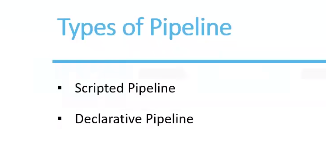 Types of Pipeline
▪ Scripted Pipeline
▪ Declarative Pipeline